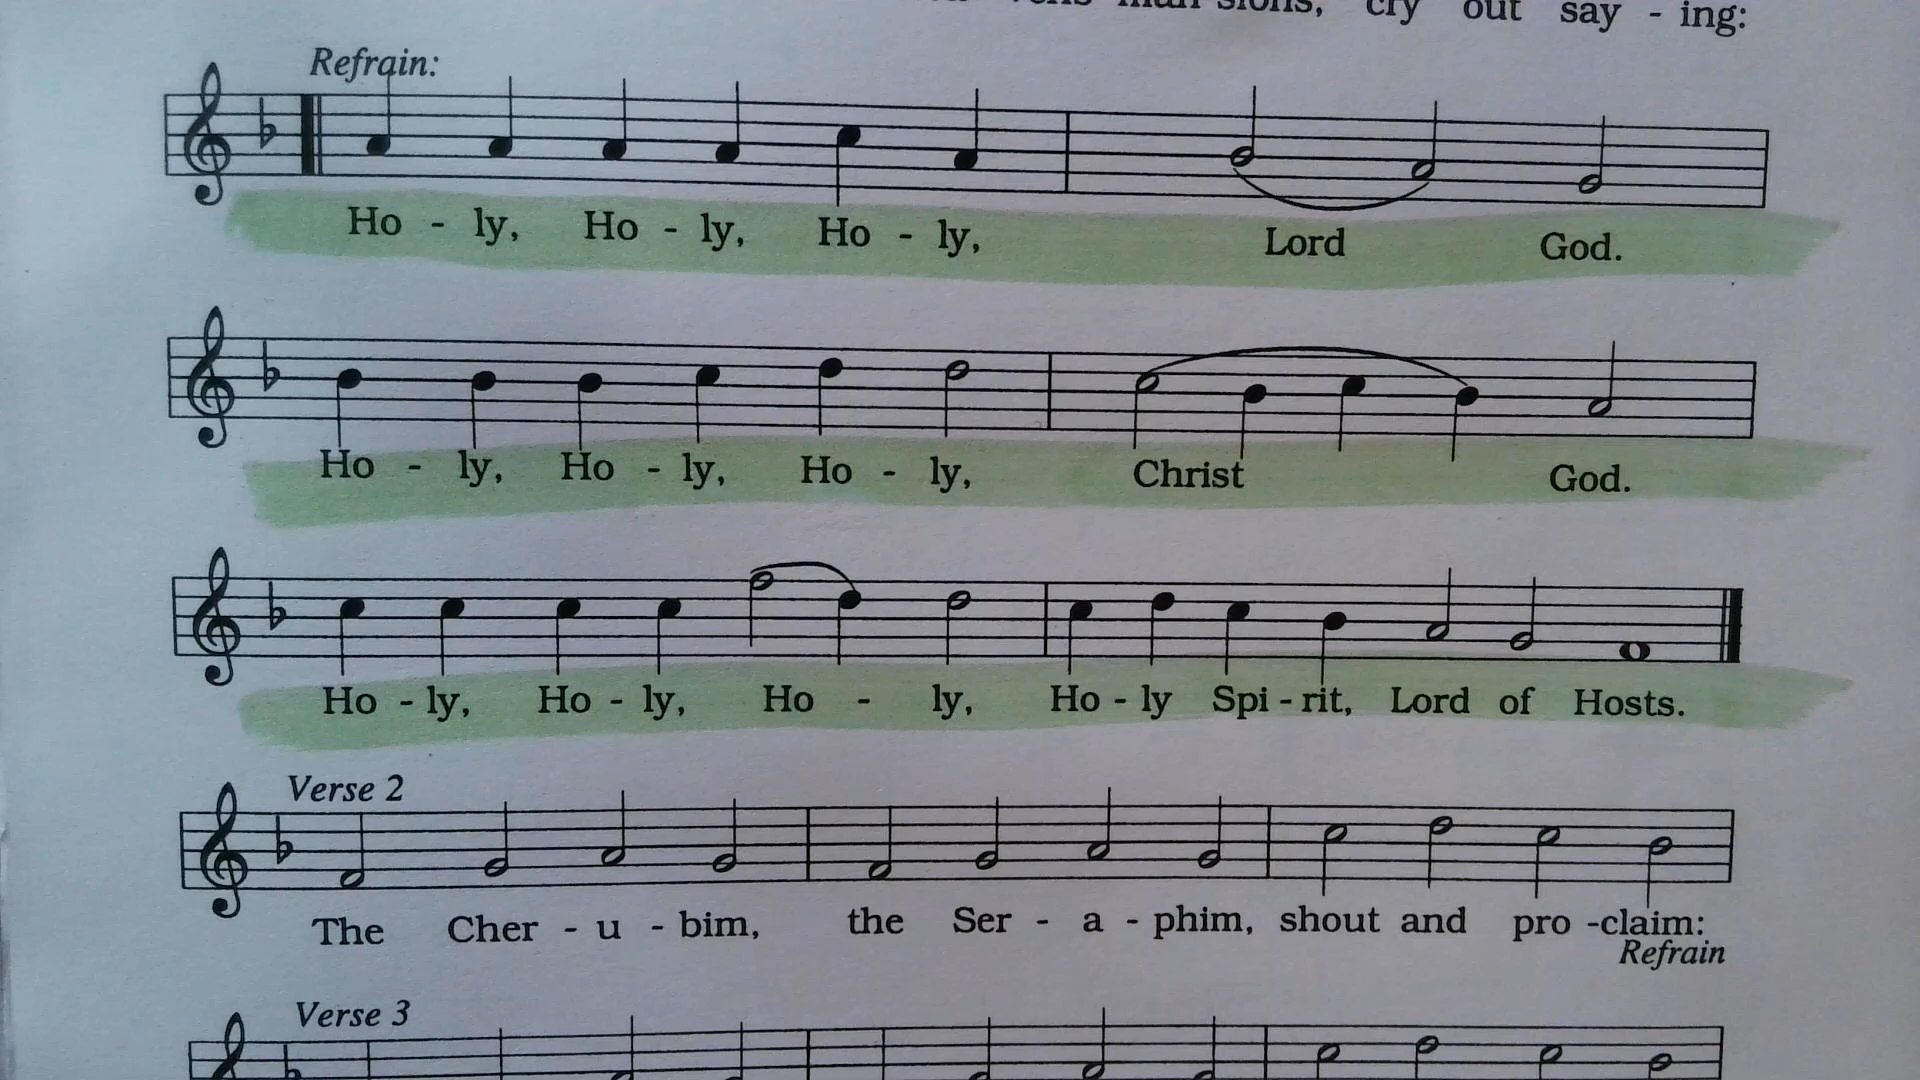 sions, cry out say - ing:
Refrain:
Ho - ly, Ho - ly, Ho - ly, Lord God.
Ho - ly, Ho - ly, Ho - ly, Christ God.
Ho - ly, Ho - ly, Ho - ly, Ho - ly Spi - rit, Lord of Hosts.
Verse 2
The Cher - u - bim, the Ser - a - phim, shout and pro - claim:
Refrain
Verse 3